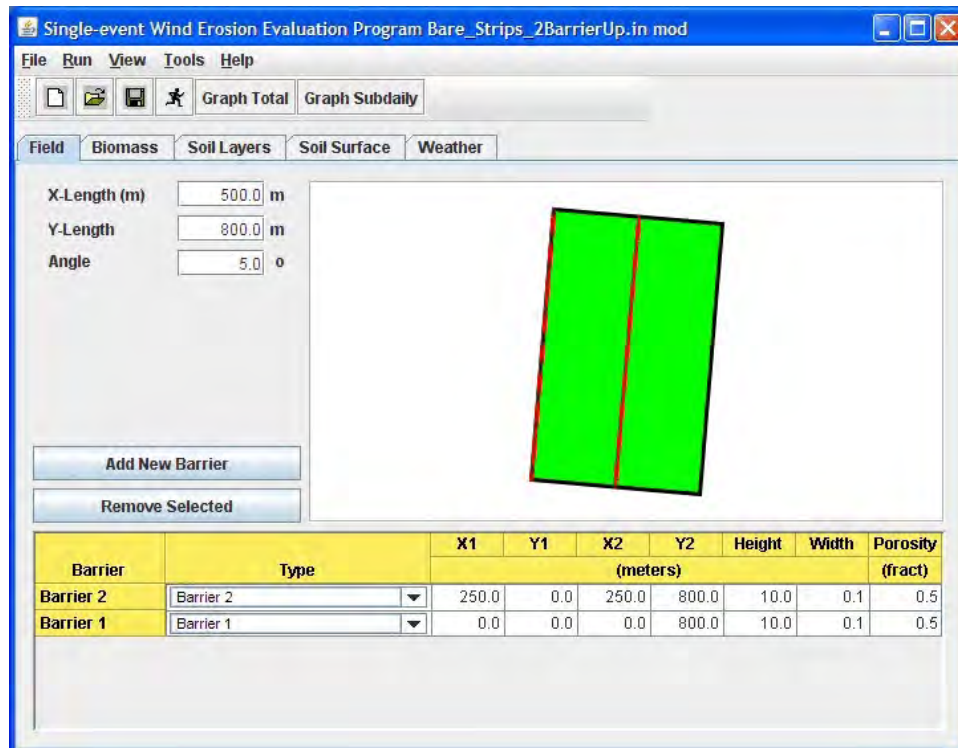 Single-event Wind Erosion Evaluation Program Bare_Strips_2BarrierUp.in mod
File Run View Tools Help
Graph Total Graph Subdaily
Field Biomass Soil Layers Soil Surface Weather
X-Length (m) 500.0 m
Y-Length 800.0 m
Angle 5.0 o
Add New Barrier
Remove Selected
X1 Y1 X2 Y2 Height Width Porosity
Barrier Type (meters) (fract)
Barrier 2 Barrier 2 250.0 0.0 250.0 800.0 10.0 0.1 0.5
Barrier 1 Barrier 1 0.0 0.0 0.0 800.0 10.0 0.1 0.5